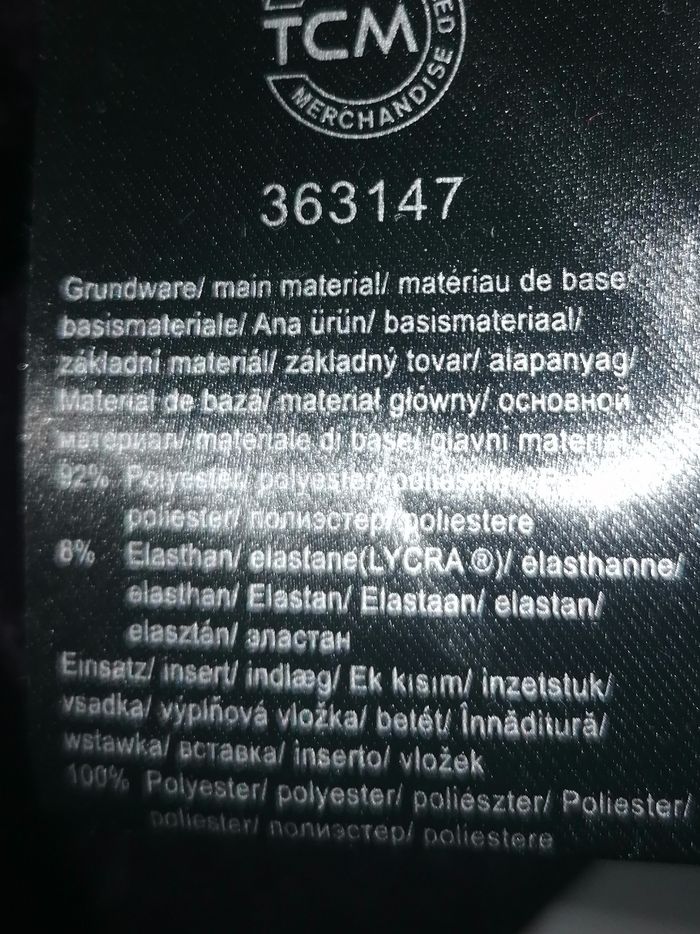 TCM
MERCHANDISE
363147
Grundware/ main material/ matériau de base/
basismateriale/ Ana ürün/ basismateriaal/
základní materiál/ základný tovar/ alapanyag/
Material de bază/ materiał główny/ основной
материал/ materiale di base/ glavni material
92% Polyester/ polyester/
poliester/ полиэстер/ poliestere
8% Elasthan/ elastane(LYCRA®)/ élasthanne/
elasthan/ Elastan/ Elastaan/ elastan/
elasztán/ эластан
Einsatz/ insert/ indlæg/ Ek kısım/ inzetstuk/
vsadka/ výplňová vložka/ betét/ Înnăditură/
wstawka/ вставка/ inserto/ vložek
100% Polyester/ polyester/ poliészter/ Poliester/
poliester/ полиэстер/ poliestere